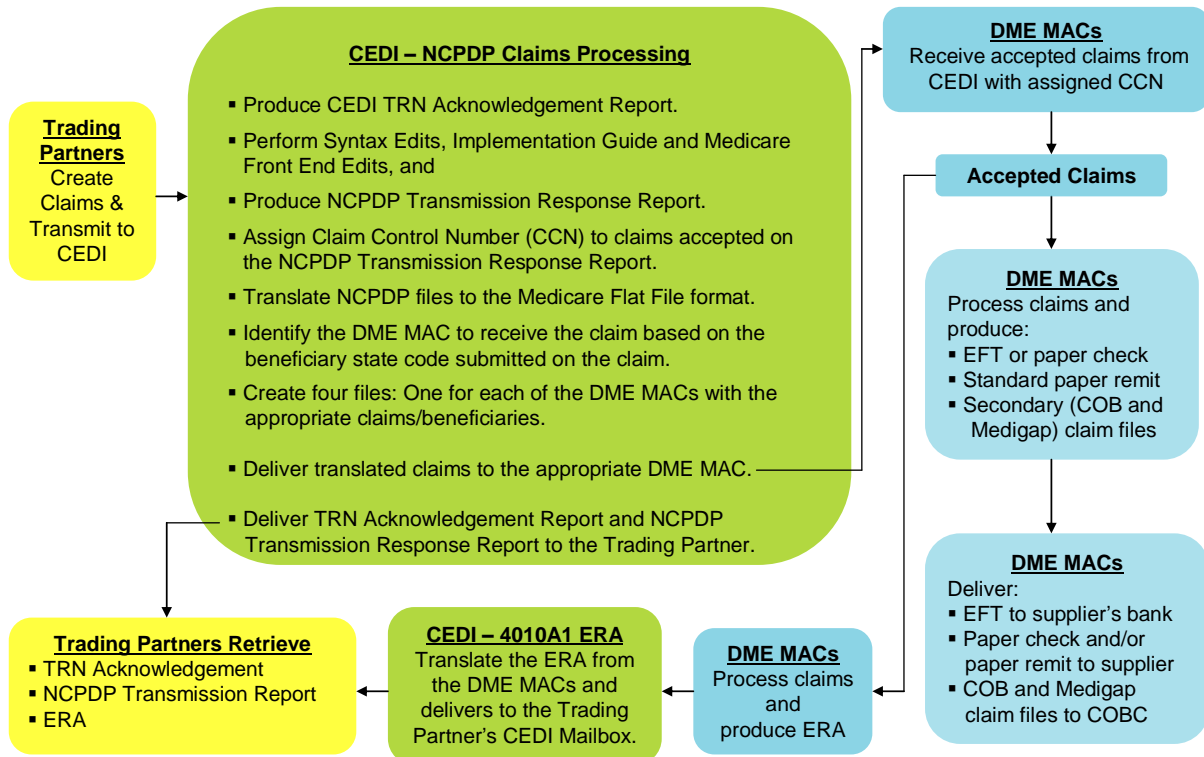 Trading
Partners
Create
Claims &
Transmit to
CEDI
CEDI – NCPDP Claims Processing
▪ Produce CEDI TRN Acknowledgement Report.
▪ Perform Syntax Edits, Implementation Guide and Medicare
Front End Edits, and
▪ Produce NCPDP Transmission Response Report.
▪ Assign Claim Control Number (CCN) to claims accepted on
the NCPDP Transmission Response Report.
▪ Translate NCPDP files to the Medicare Flat File format.
▪ Identify the DME MAC to receive the claim based on the
beneficiary state code submitted on the claim.
▪ Create four files: One for each of the DME MACs with the
appropriate claims/beneficiaries.
▪ Deliver translated claims to the appropriate DME MAC.
▪ Deliver TRN Acknowledgement Report and NCPDP
Transmission Response Report to the Trading Partner.
DME MACs
Receive accepted claims from
CEDI with assigned CCN
Accepted Claims
DME MACs
Process claims and
produce:
▪ EFT or paper check
▪ Standard paper remit
▪ Secondary (COB and
Medigap) claim files
DME MACs
Deliver:
▪ EFT to supplier’s bank
▪ Paper check and/or
paper remit to supplier
▪ COB and Medigap
claim files to COBC
DME MACs
Process claims
and
produce ERA
CEDI – 4010A1 ERA
Translate the ERA from
the DME MACs and
delivers to the Trading
Partner’s CEDI Mailbox.
Trading Partners Retrieve
▪ TRN Acknowledgement
▪ NCPDP Transmission Report
▪ ERA